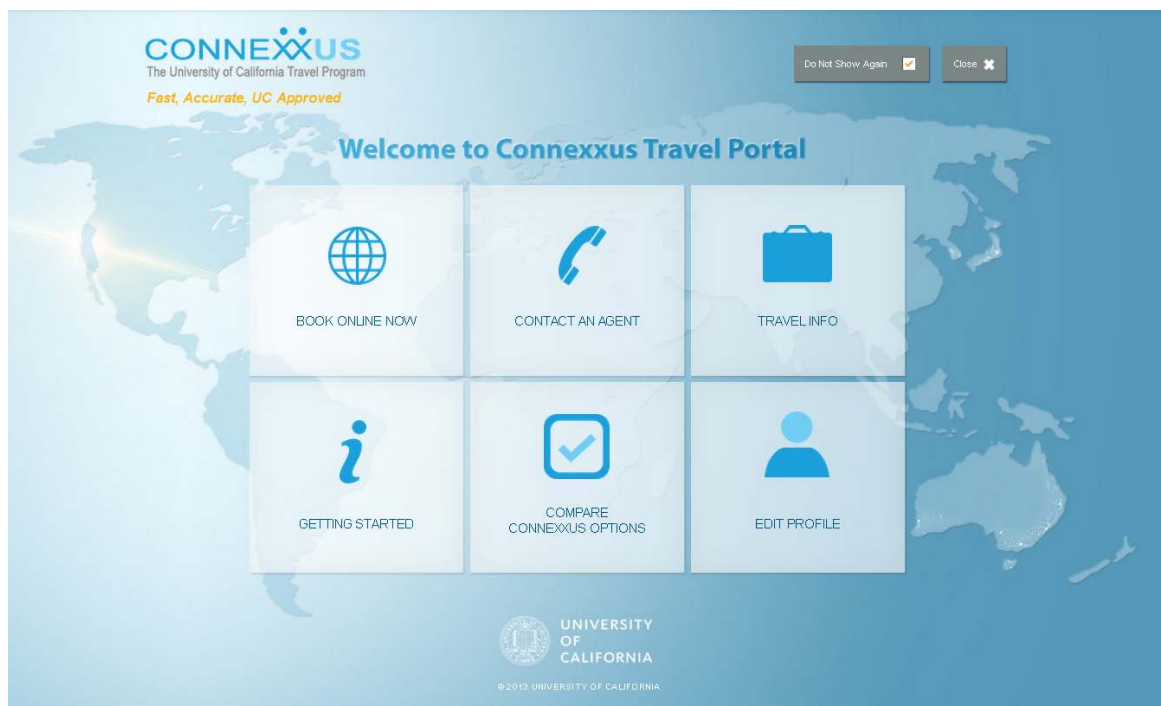 CONNEXXUS
The University of California Travel Program
Fast, Accurate, UC Approved
Do Not Show Again
Close
Welcome to Connexxus Travel Portal
BOOK ONLINE NOW
CONTACT AN AGENT
TRAVEL INFO
GETTING STARTED
COMPARE
CONNEXXUS OPTIONS
EDIT PROFILE
UNIVERSITY
OF
CALIFORNIA
© 2013 UNIVERSITY OF CALIFORNIA